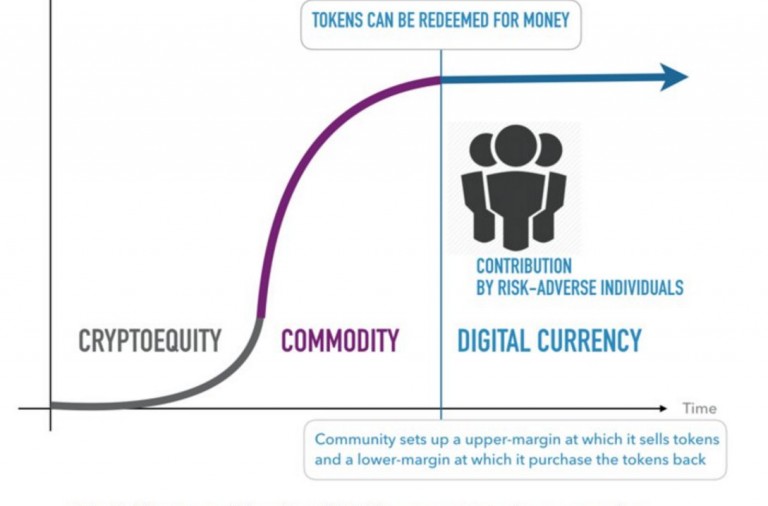 TOKENS CAN BE REDEEMED FOR MONEY
CONTRIBUTION
BY RISK-ADVERSE INDIVIDUALS
CRYPTOEQUITY
COMMODITY
DIGITAL CURRENCY
Time
Community sets up a upper-margin at which it sells tokens
and a lower-margin at which it purchase the tokens back